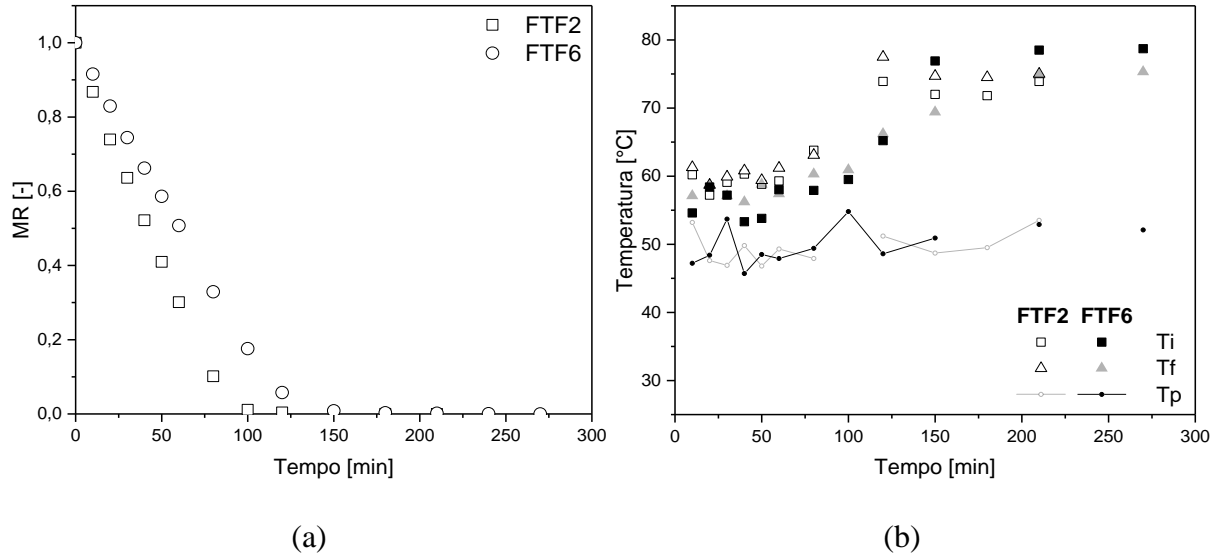 FTF2
FTF6
1,0
0,8
0,6
0,4
0,2
0,0
MR [-]
0 50 100 150 200 250 300
Tempo [min]
(a)
80
70
60
50
40
30
Temperatura [°C]
FTF2 FTF6
Ti
Tf
Tp
0 50 100 150 200 250 300
Tempo [min]
(b)